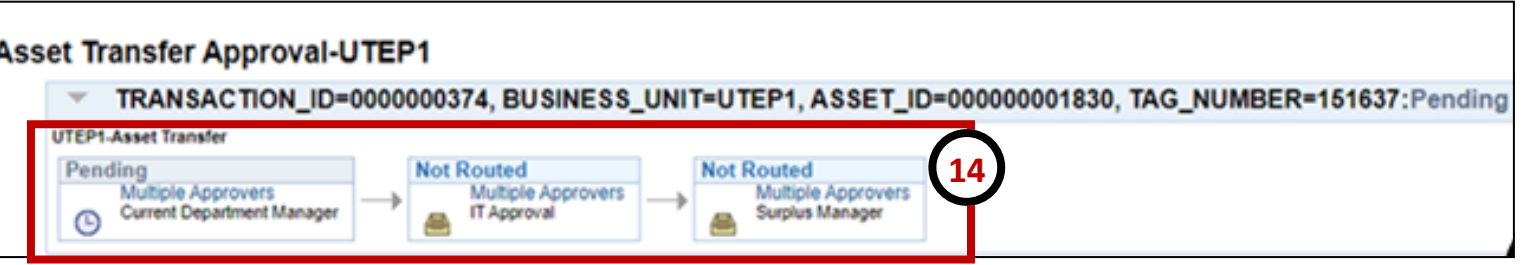 Asset Transfer Approval-UTEP1
TRANSACTION_ID=0000000374, BUSINESS_UNIT=UTEP1, ASSET_ID=000000001830, TAG_NUMBER=151637:Pending
UTEP1-Asset Transfer
Pending
Multiple Approvers
Current Department Manager
Not Routed
Multiple Approvers
IT Approval
Not Routed
Multiple Approvers
Surplus Manager
14